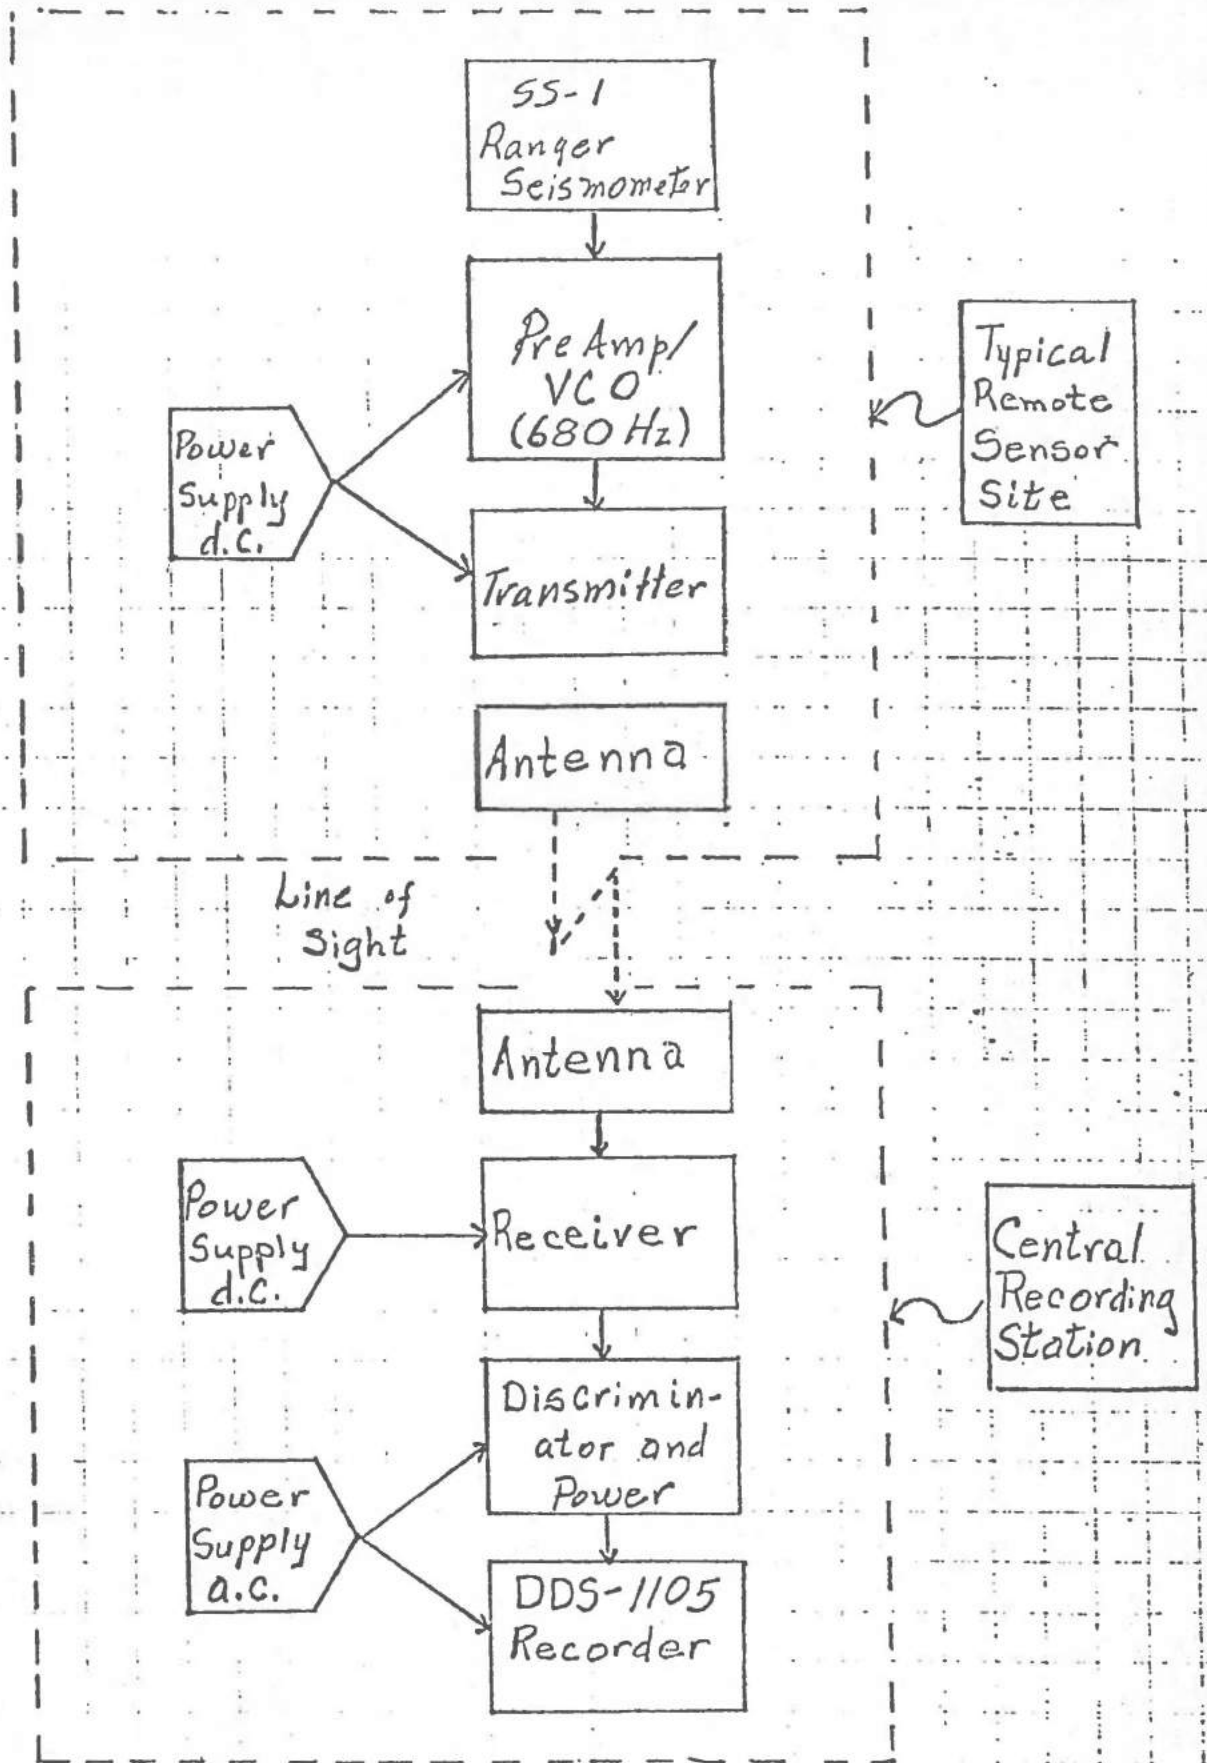 SS-1
Ranger
Seismometer
Pre Amp/
VCO
(680 Hz)
Power
Supply
d.c.
Transmitter
Typical
Remote
Sensor
Site
Antenna
Line of
Sight
Antenna
Power
Supply
d.c.
Receiver
Central
Recording
Station
Discrimin-
ator and
Power
Power
Supply
a.c.
DDS-1105
Recorder